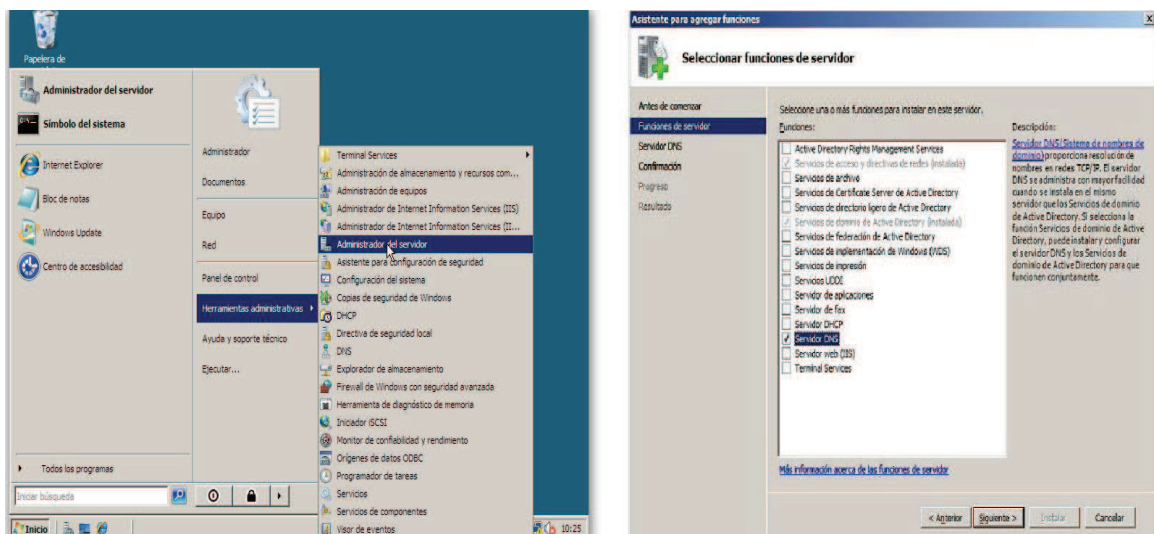 Papelera de
Administrador del servidor
Símbolo del sistema
Internet Explorer
Bloc de notas
Windows Update
Centro de accesibilidad
Todos los programas
Iniciar búsqueda
Inicio
Administrador
Documentos
Equipo
Red
Panel de control
Herramientas administrativas
Ayuda y soporte técnico
Ejecutar...
Terminal Services
Administración de almacenamiento y recursos com...
Administración de equipos
Administrador de Internet Information Services (IIS)
Administrador de Internet Information Services (II...
Administrador del servidor
Asistente para configuración de seguridad
Configuración del sistema
Copias de seguridad de Windows
DHCP
Directiva de seguridad local
DNS
Explorador de almacenamiento
Firewall de Windows con seguridad avanzada
Herramienta de diagnóstico de memoria
Iniciador iSCSI
Monitor de confiabilidad y rendimiento
Orígenes de datos ODBC
Programador de tareas
Servicios
Servicios de componentes
Visor de eventos
10:25
Asistente para agregar funciones
Seleccionar funciones de servidor
Antes de comenzar
Funciones de servidor
Servidor DNS
Confirmación
Progreso
Resultado
Seleccione una o más funciones para instalar en este servidor.
Funciones:
Active Directory Rights Management Services
Servicios de acceso y directivas de redes (instalada)
Servicios de archivo
Servicios de Certificate Server de Active Directory
Servicios de directorio ligero de Active Directory
Servicios de dominio de Active Directory (instalada)
Servicios de federación de Active Directory
Servicios de implementación de Windows (WDS)
Servicios de impresión
Servicios UDDI
Servidor de aplicaciones
Servidor de fax
Servidor DHCP
Servidor DNS
Servidor web (IIS)
Terminal Services
Más información acerca de las funciones de servidor
Descripción:
Servidor DNS (Sistema de nombres de
dominio) proporciona resolución de
nombres en redes TCP/IP. El servidor
DNS se administra con mayor facilidad
cuando se instala en el mismo
servidor que los Servicios de dominio
de Active Directory. Si selecciona la
función Servicios de dominio de Active
Directory, puede instalar y configurar
el servidor DNS y los Servicios de
dominio de Active Directory para que
funcionen conjuntamente.
< Anterior
Siguiente >
Instalar
Cancelar